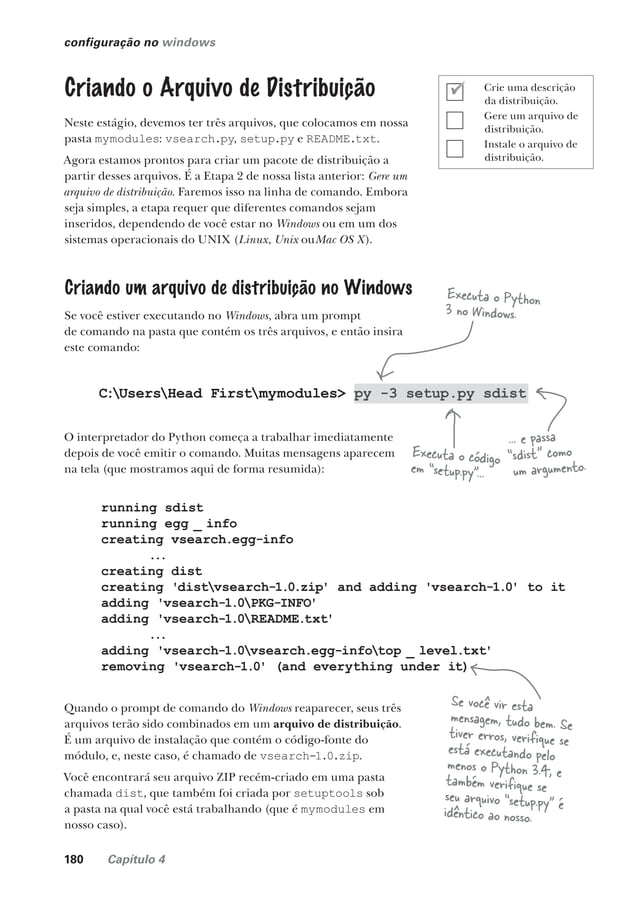 configuração no windows
Criando o Arquivo de Distribuição
Neste estágio, devemos ter três arquivos, que colocamos em nossa
pasta mymodules: vsearch.py, setup.py e README.txt.
Agora estamos prontos para criar um pacote de distribuição a
partir desses arquivos. É a Etapa 2 de nossa lista anterior: Gere um
arquivo de distribuição. Faremos isso na linha de comando. Embora
seja simples, a etapa requer que diferentes comandos sejam
inseridos, dependendo de você estar no Windows ou em um dos
sistemas operacionais do UNIX (Linux, Unix ouMac OS X).
Crie uma descrição
da distribuição.
Gere um arquivo de
distribuição.
Instale o arquivo de
distribuição.
Criando um arquivo de distribuição no Windows
Se você estiver executando no Windows, abra um prompt
de comando na pasta que contém os três arquivos, e então insira
este comando:
Executa o Python
3 no Windows.
C:\Users\Head First\mymodules> py -3 setup.py sdist
O interpretador do Python começa a trabalhar imediatamente
depois de você emitir o comando. Muitas mensagens aparecem
na tela (que mostramos aqui de forma resumida):
Executa o código
em "setup.py"...
... e passa
"sdist" como
um argumento.
running sdist
running egg _ info
creating vsearch.egg-info
...
creating dist
creating 'dist\vsearch-1.0.zip' and adding 'vsearch-1.0' to it
adding 'vsearch-1.0\PKG-INFO'
adding 'vsearch-1.0\README.txt'
...
adding 'vsearch-1.0\vsearch.egg-info\top _ level.txt'
removing 'vsearch-1.0' (and everything under it)
Quando o prompt de comando do Windows reaparecer, seus três
arquivos terão sido combinados em um arquivo de distribuição.
É um arquivo de instalação que contém o código-fonte do
módulo, e, neste caso, é chamado de vsearch-1.0.zip.
Você encontrará seu arquivo ZIP recém-criado em uma pasta
chamada dist, que também foi criada por setuptools sob
a pasta na qual você está trabalhando (que é mymodules em
nosso caso).
Se você vir esta
mensagem, tudo bem. Se
tiver erros, verifique se
está executando pelo
menos o Python 3.4, e
também verifique se
seu arquivo "setup.py" é
idêntico ao nosso.
180 Capítulo 4